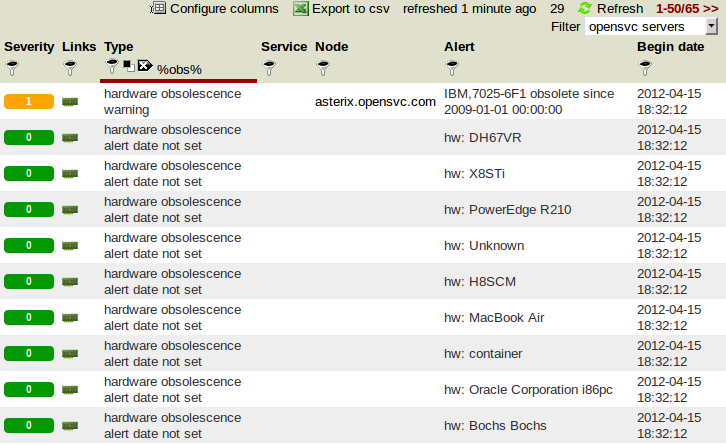 Configure columns Export to csv refreshed 1 minute ago 29 Refresh 1-50/65 >>
Filter opensvc servers
Severity Links Type Service Node Alert Begin date
%obs%
1 hardware obsolescence warning asterix.opensvc.com IBM,7025-6F1 obsolete since 2009-01-01 00:00:00 2012-04-15 18:32:12
0 hardware obsolescence alert date not set hw: DH67VR 2012-04-15 18:32:12
0 hardware obsolescence alert date not set hw: X8STi 2012-04-15 18:32:12
0 hardware obsolescence alert date not set hw: PowerEdge R210 2012-04-15 18:32:12
0 hardware obsolescence alert date not set hw: Unknown 2012-04-15 18:32:12
0 hardware obsolescence alert date not set hw: H8SCM 2012-04-15 18:32:12
0 hardware obsolescence alert date not set hw: MacBook Air 2012-04-15 18:32:12
0 hardware obsolescence alert date not set hw: container 2012-04-15 18:32:12
0 hardware obsolescence alert date not set hw: Oracle Corporation i86pc 2012-04-15 18:32:12
0 hardware obsolescence alert date not set hw: Bochs Bochs 2012-04-15 18:32:12